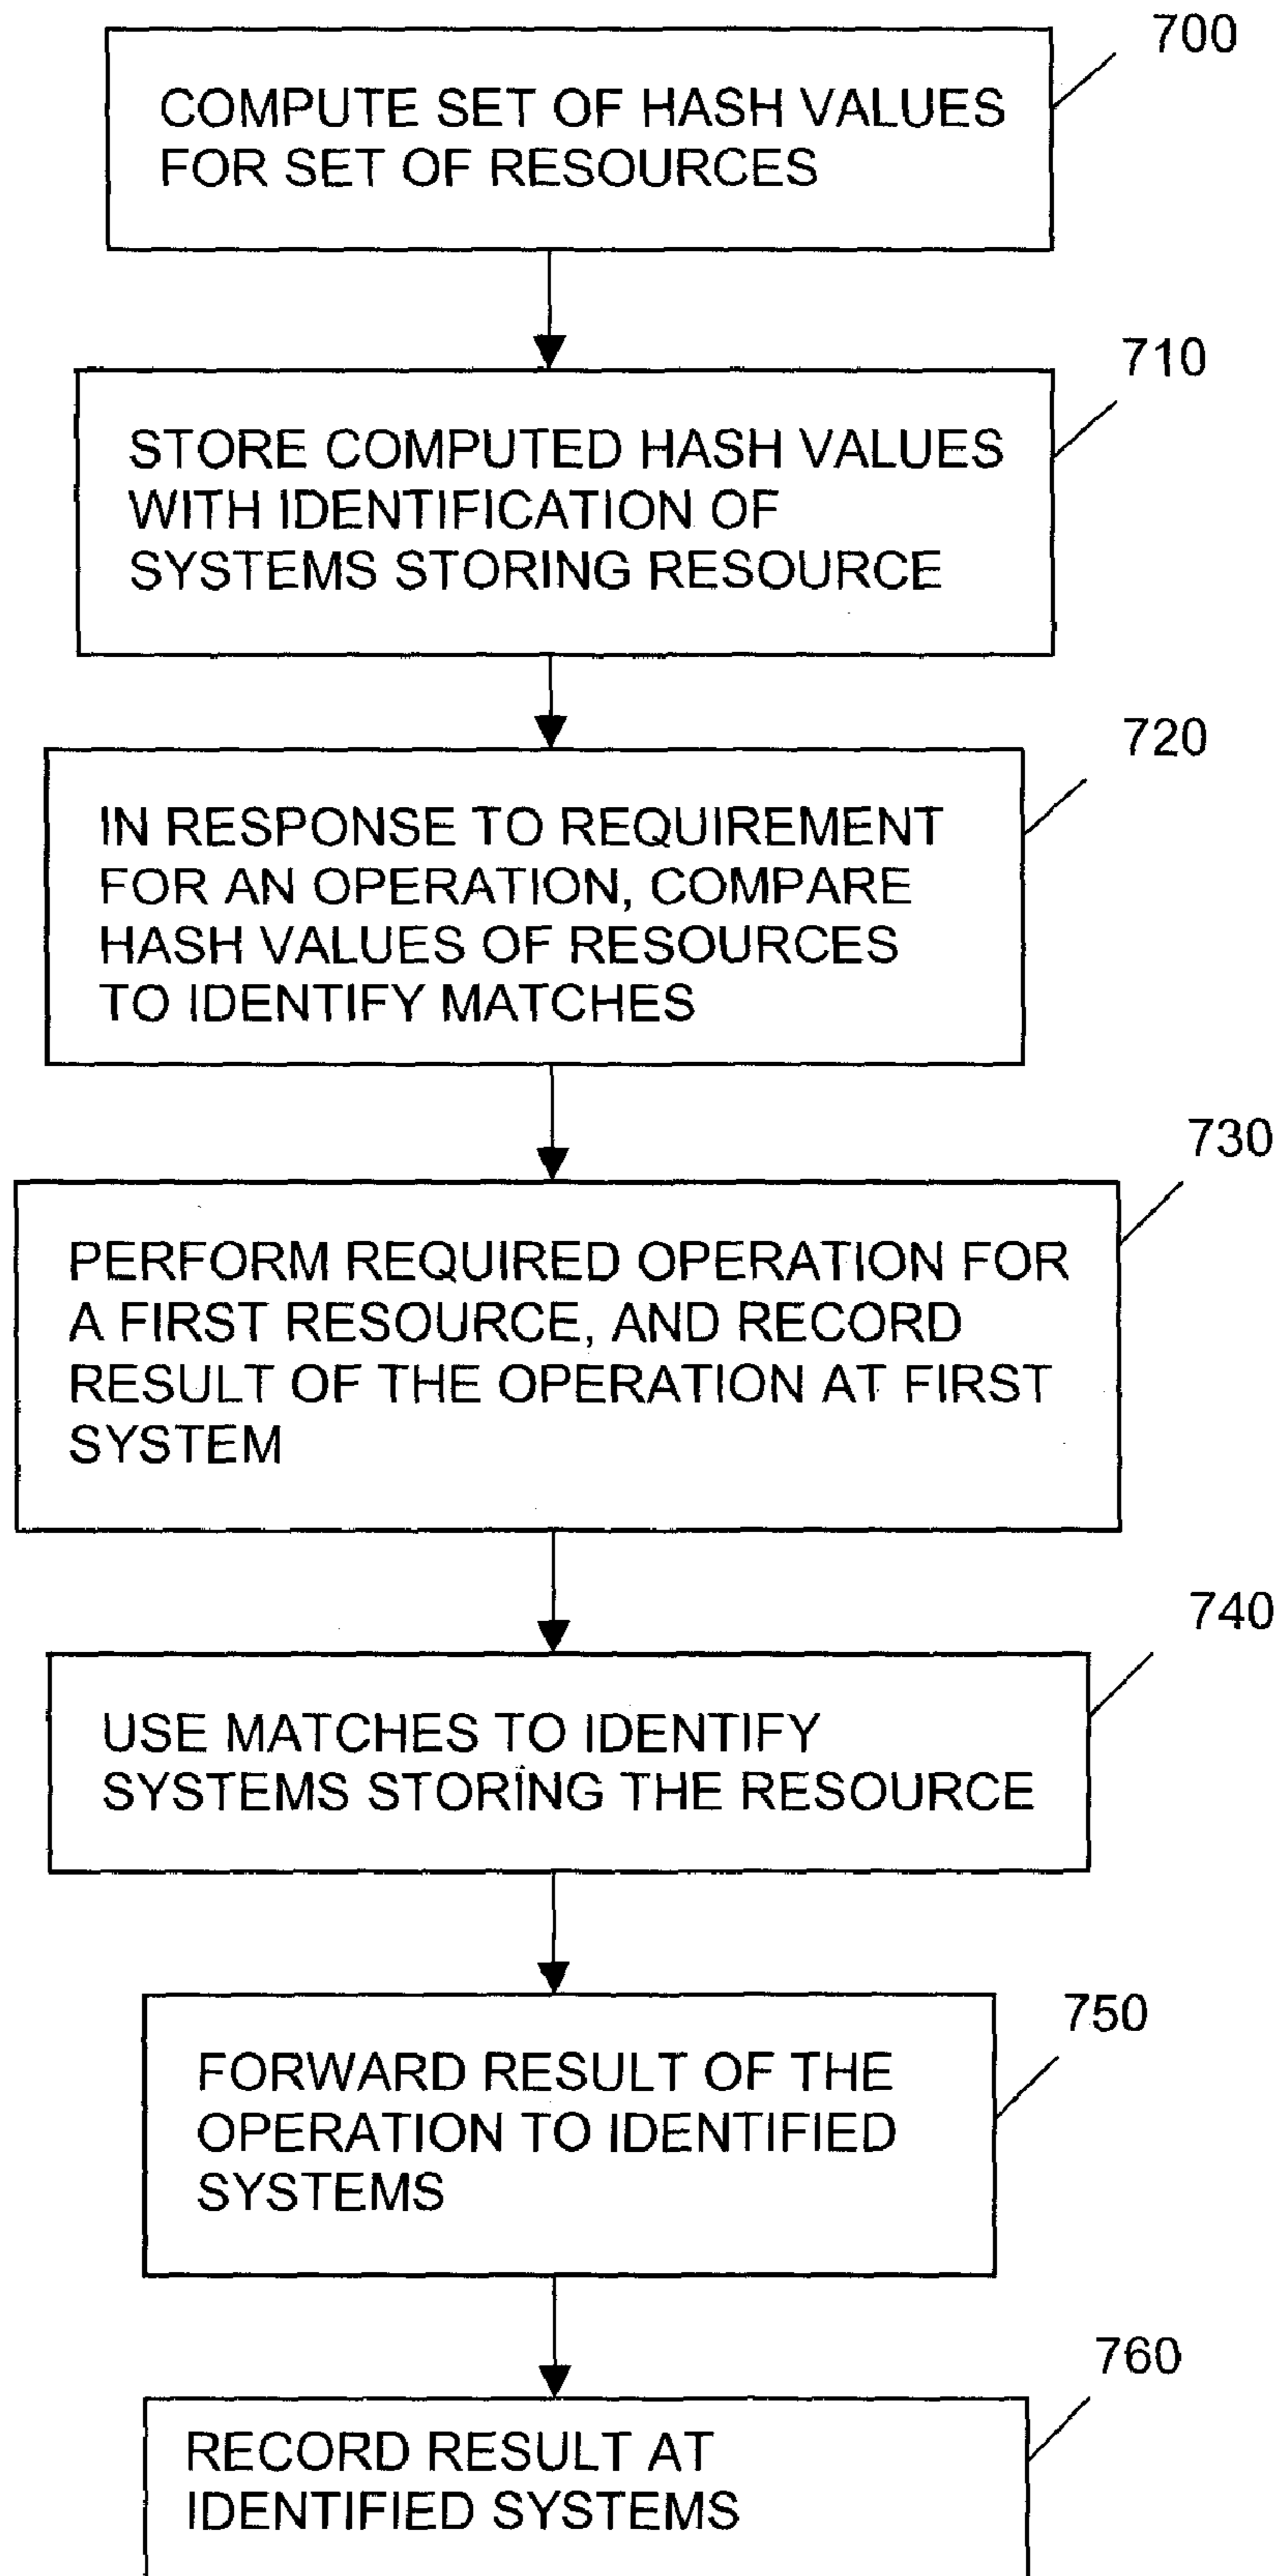 700
COMPUTE SET OF HASH VALUES
FOR SET OF RESOURCES
710
STORE COMPUTED HASH VALUES
WITH IDENTIFICATION OF
SYSTEMS STORING RESOURCE
720
IN RESPONSE TO REQUIREMENT
FOR AN OPERATION, COMPARE
HASH VALUES OF RESOURCES
TO IDENTIFY MATCHES
730
PERFORM REQUIRED OPERATION FOR
A FIRST RESOURCE, AND RECORD
RESULT OF THE OPERATION AT FIRST
SYSTEM
740
USE MATCHES TO IDENTIFY
SYSTEMS STORING THE RESOURCE
750
FORWARD RESULT OF THE
OPERATION TO IDENTIFIED
SYSTEMS
760
RECORD RESULT AT
IDENTIFIED SYSTEMS